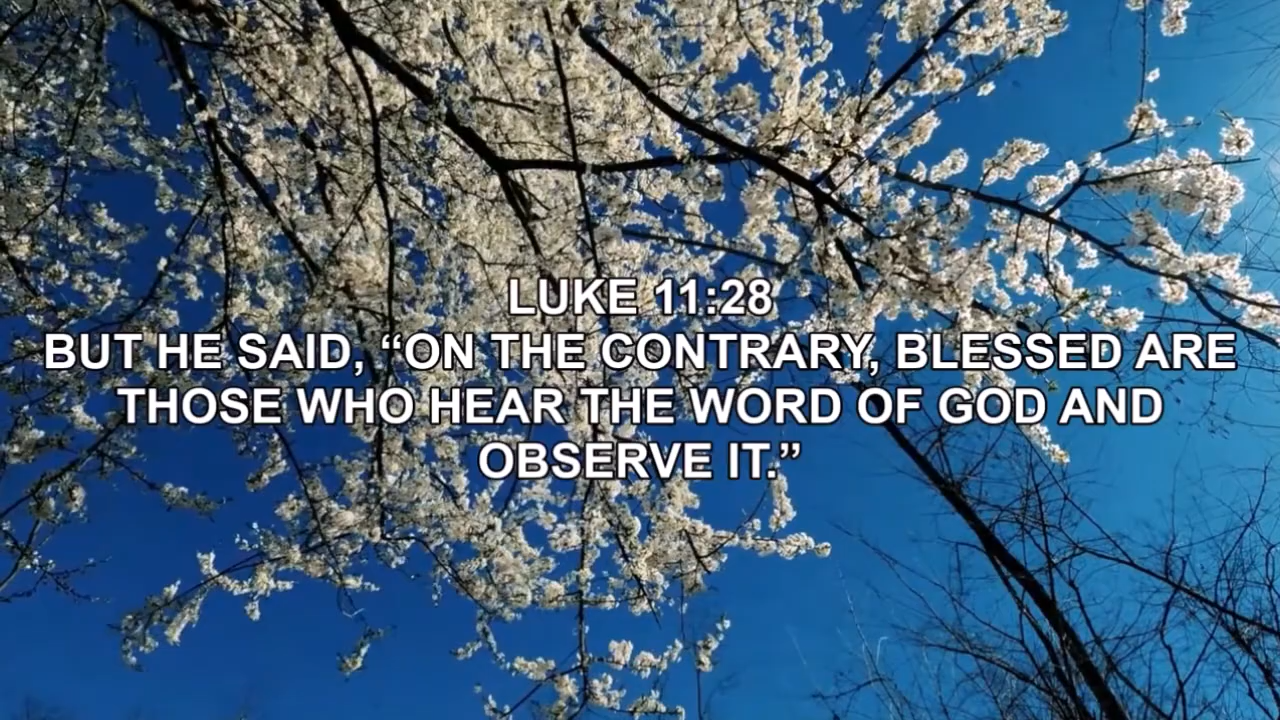 LUKE 11:28
BUT HE SAID, “ON THE CONTRARY, BLESSED ARE
THOSE WHO HEAR THE WORD OF GOD AND
OBSERVE IT.”